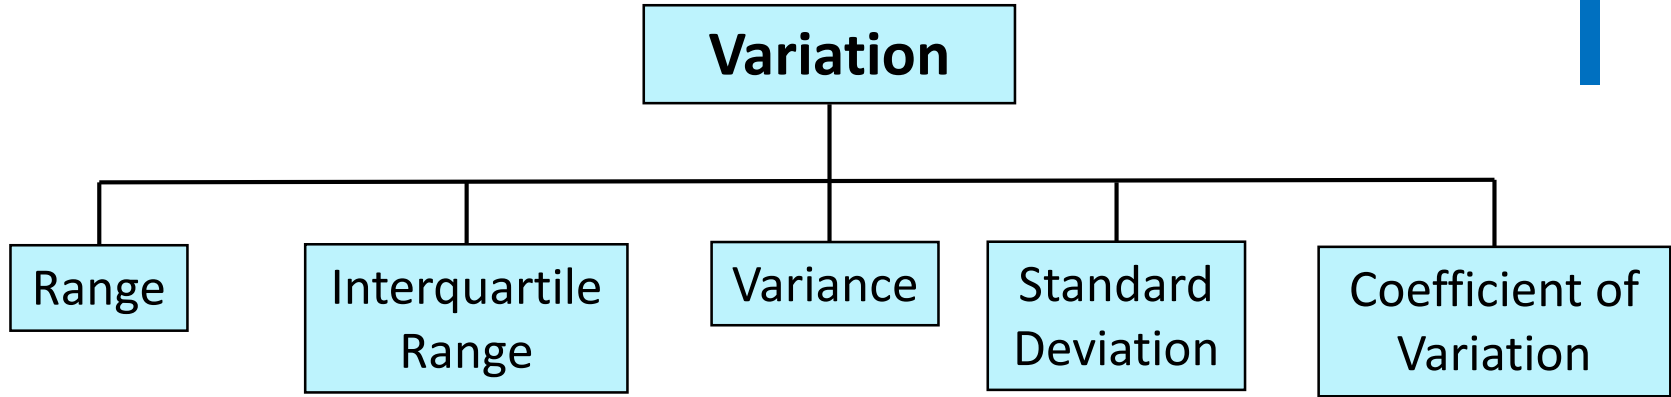 Variation
Range
Interquartile
Range
Variance
Standard
Deviation
Coefficient of
Variation